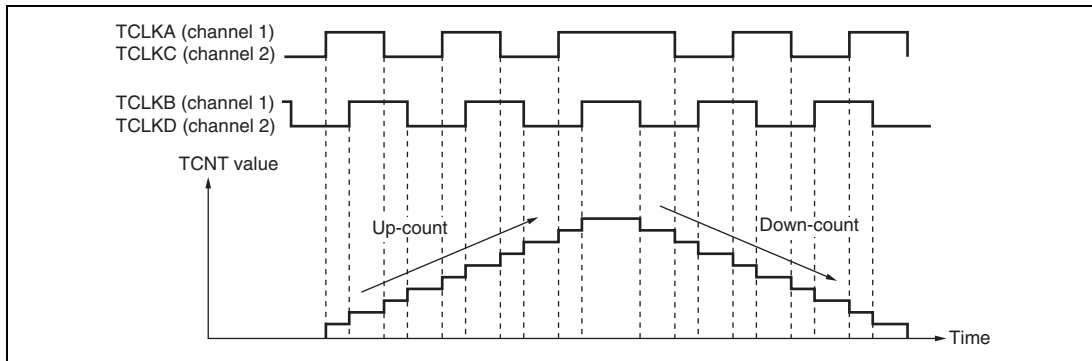 TCLKA (channel 1)
TCLKC (channel 2)
TCLKB (channel 1)
TCLKD (channel 2)
TCNT value
Up-count
Down-count
Time